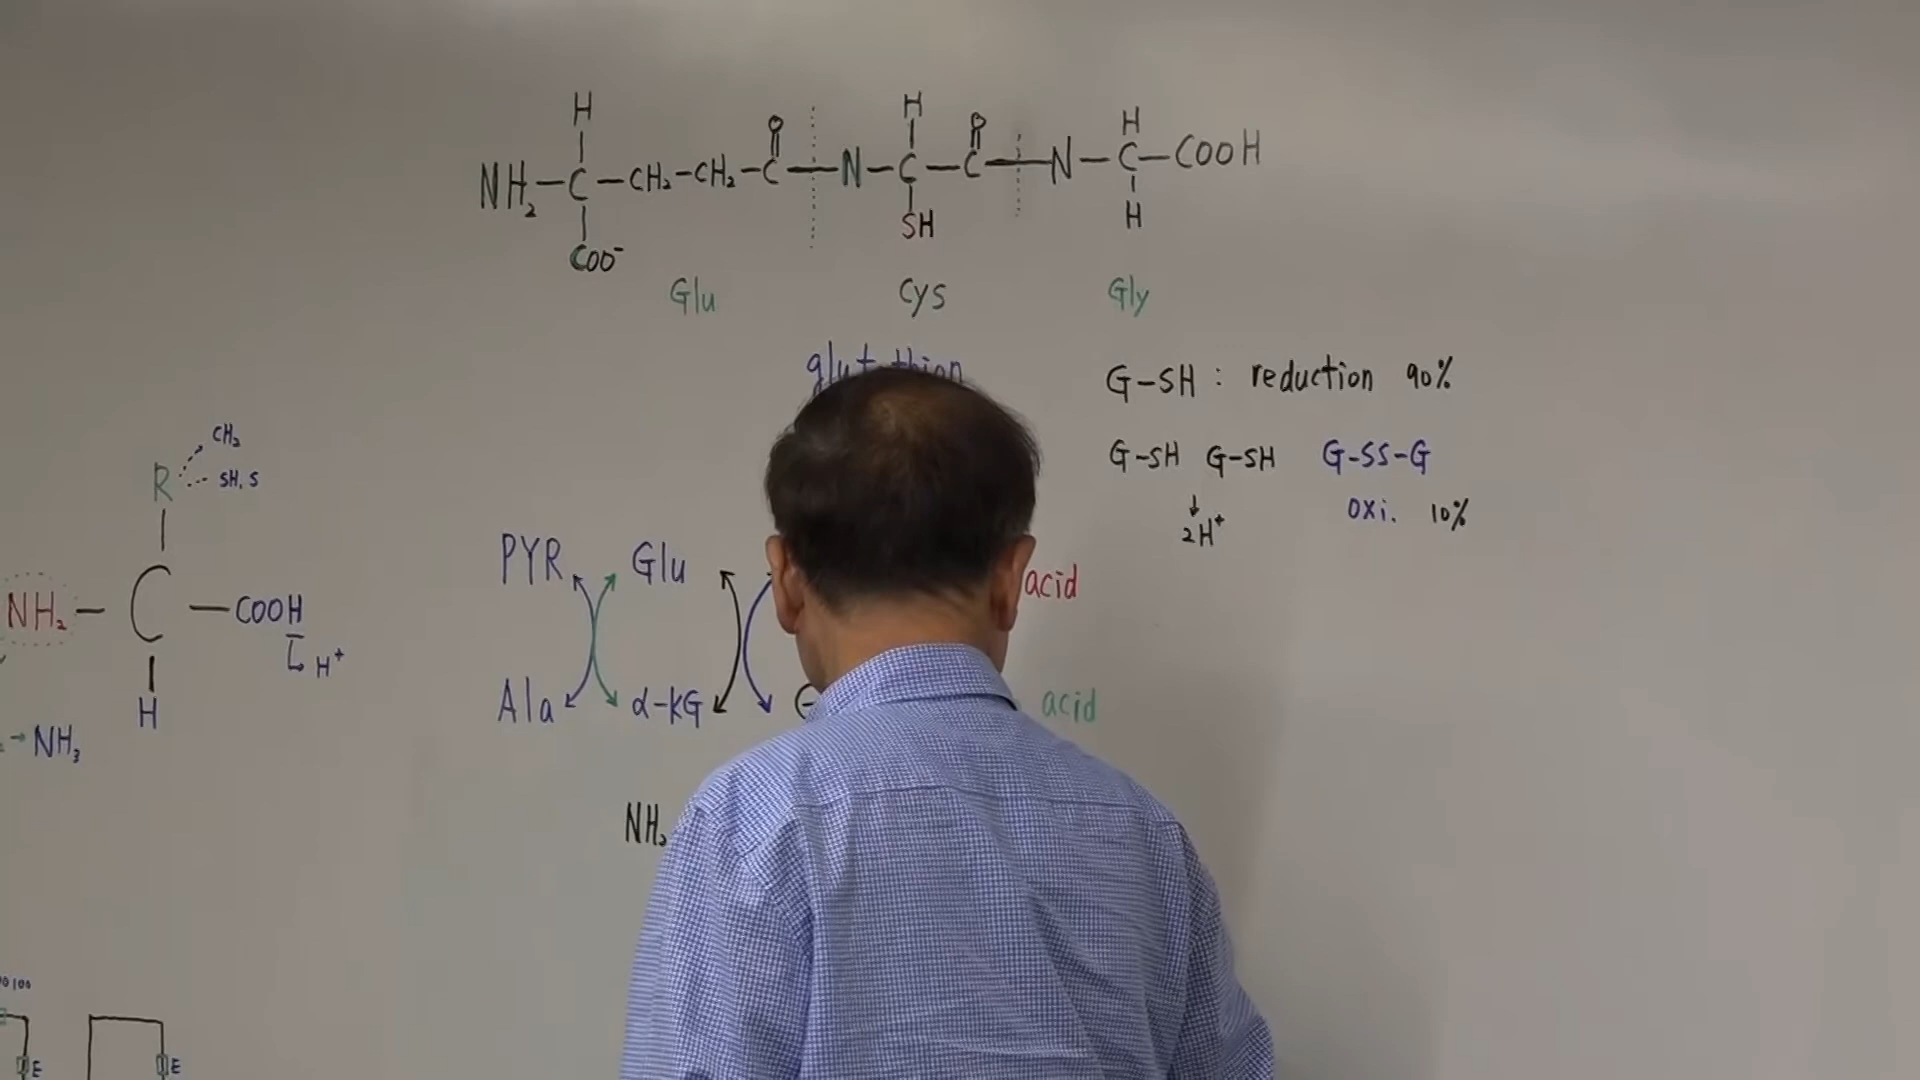 H H H
O O
NH₂-C-CH₂-CH₂-C-N-C-C-N-C-COOH
COO⁻ SH H
Glu Cys Gly
G-SH : reduction 90%
G-SH G-SH G-SS-G
↓ oxi. 10%
2H⁺
CH₂
R SH, S
NH₂-C-COOH
H⁺
H
→NH₃
PYR Glu acid
Ala α-KG acid
NH₂
E E